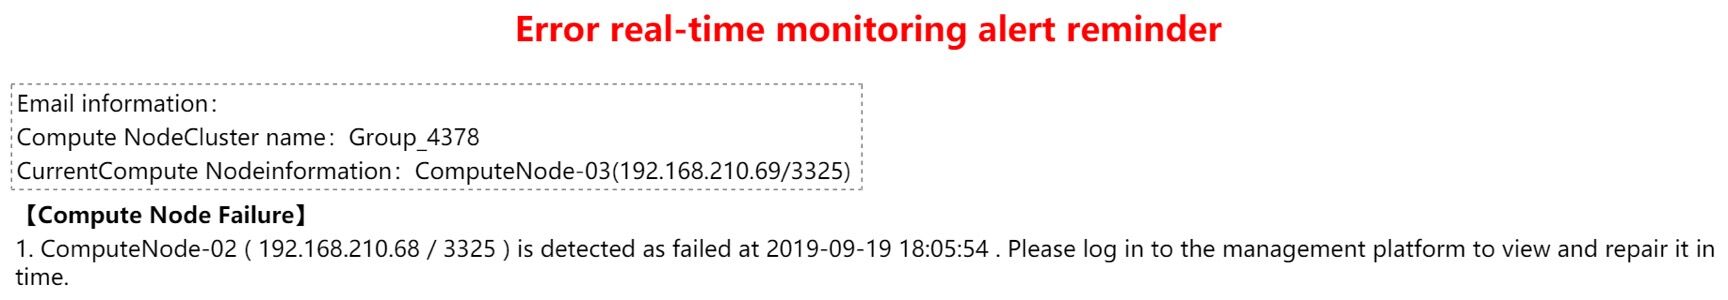 Error real-time monitoring alert reminder
Email information：
Compute NodeCluster name：Group_4378
CurrentCompute Nodeinformation：ComputeNode-03(192.168.210.69/3325)
【Compute Node Failure】
1. ComputeNode-02 ( 192.168.210.68 / 3325 ) is detected as failed at 2019-09-19 18:05:54 . Please log in to the management platform to view and repair it in
time.